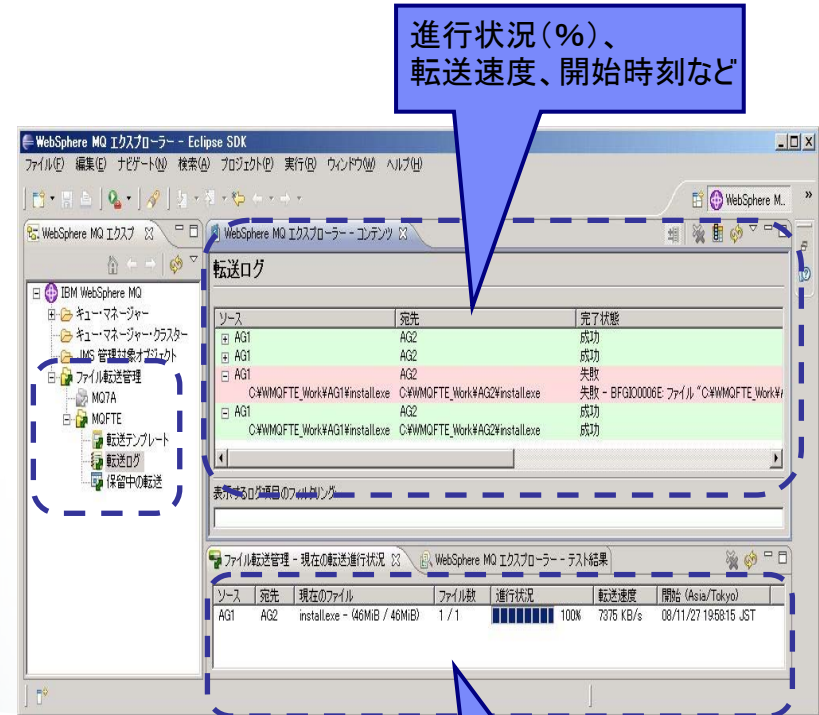 進行状況(%)、
転送速度、開始時刻など
WebSphere MQ エクスプローラー - Eclipse SDK
ファイル(F) 編集(E) ナビゲート(N) 検索(A) プロジェクト(P) 実行(R) ウィンドウ(W) ヘルプ(H)
WebSphere M..
WebSphere MQ エクスプ
IBM WebSphere MQ
キュー・マネージャー
キュー・マネージャー・クラスター
JMS 管理対象オブジェクト
ファイル転送管理
MQ7A
MQFTE
転送テンプレート
転送ログ
保留中の転送
WebSphere MQ エクスプローラー - コンテンツ
転送ログ
ソース 宛先 完了状態
AG1 AG2 成功
AG1 AG2 成功
AG1 AG2 失敗
C:¥WMQFTE_Work¥AG1¥install.exe C:¥WMQFTE_Work¥AG2¥install.exe 失敗 - BFGIO0006E: ファイル "C:¥WMQFTE_Work¥
AG1 AG2 成功
C:¥WMQFTE_Work¥AG1¥install.exe C:¥WMQFTE_Work¥AG2¥install.exe 成功
表示するログ項目のフィルタリング
ファイル転送管理 - 現在の転送進行状況 WebSphere MQ エクスプローラー - テスト結果
ソース 宛先 現在のファイル ファイル数 進行状況 転送速度 開始 (Asia/Tokyo)
AG1 AG2 install.exe - (46MiB / 46MiB) 1 / 1 100% 7375 KB/s 08/11/27 19:58:15 JST